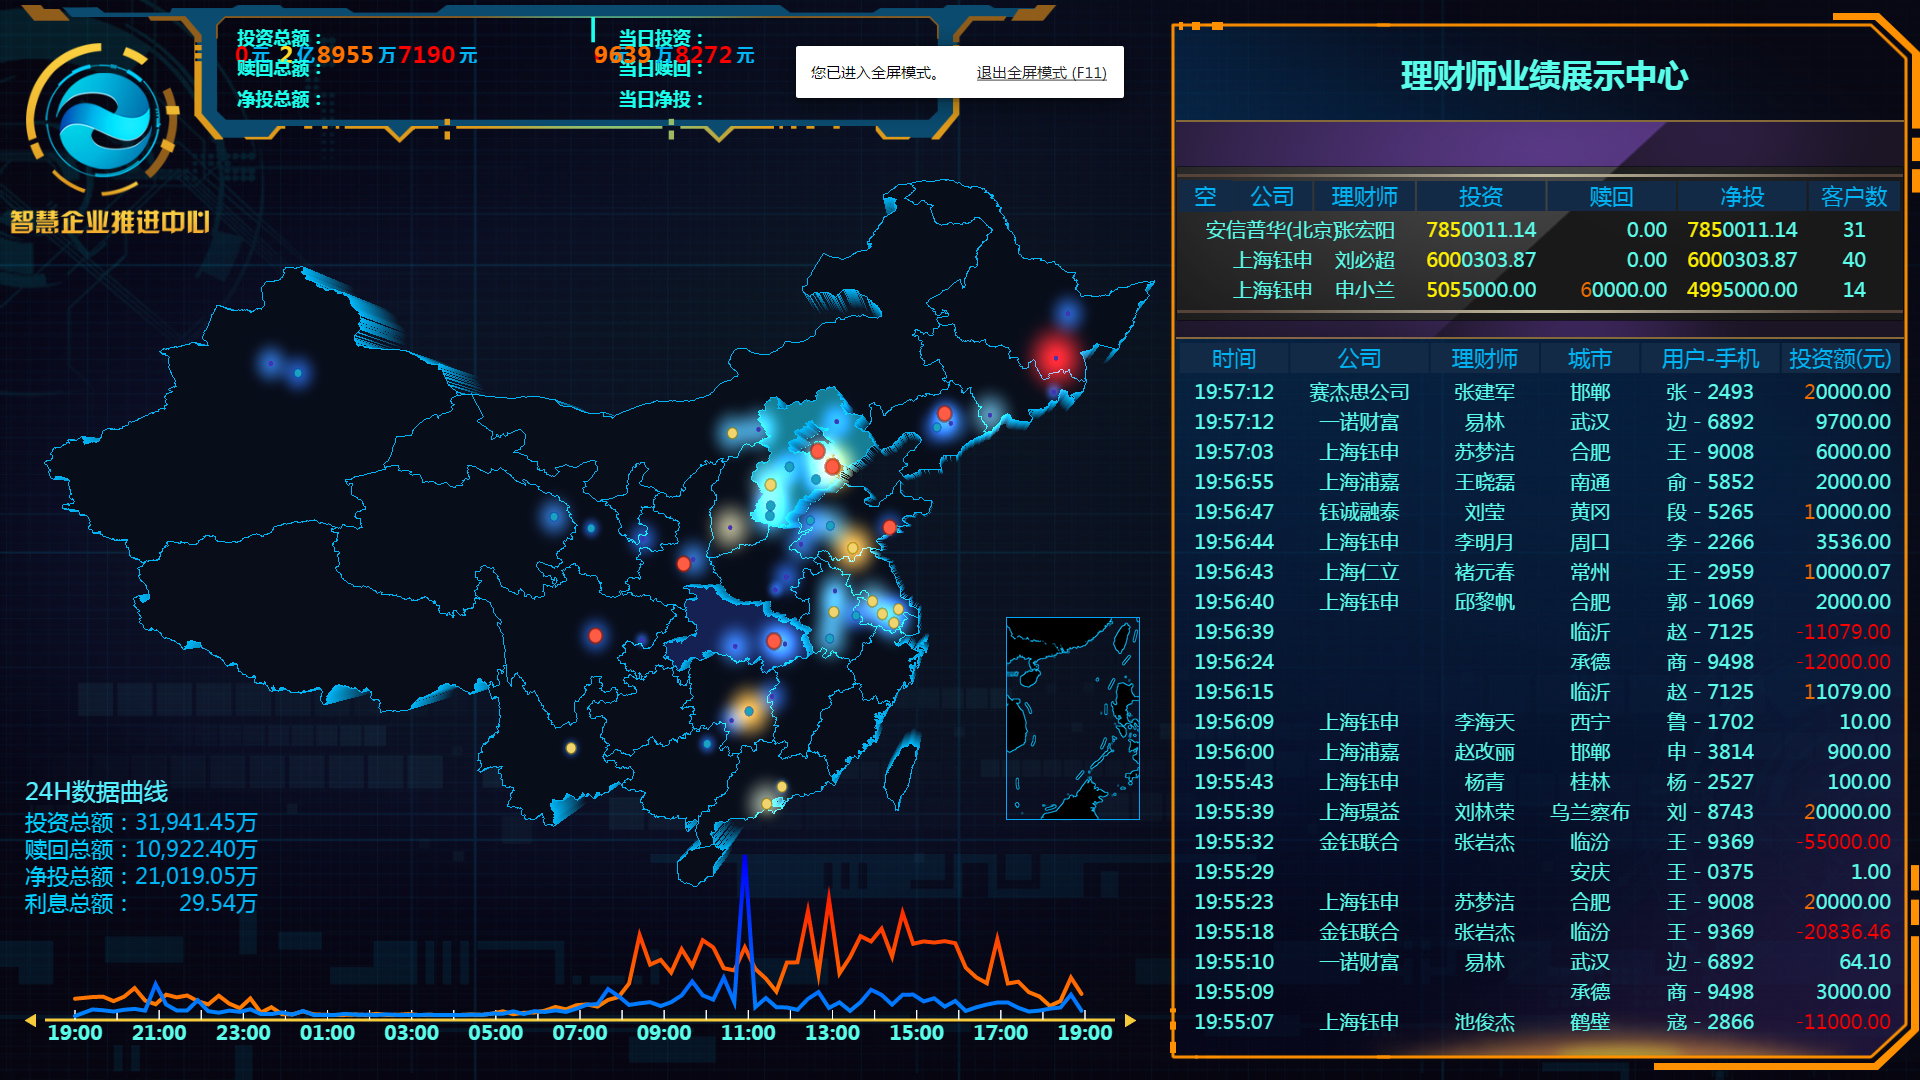 投资总额：
0元 2亿8955万7190元
赎回总额：
净投总额：
当日投资：
9639万8272元
当日赎回：
当日净投：
您已进入全屏模式。 退出全屏模式 (F11)
智慧企业推进中心
24H数据曲线
投资总额：31,941.45万
赎回总额：10,922.40万
净投总额：21,019.05万
利息总额： 29.54万
19:00 21:00 23:00 01:00 03:00 05:00 07:00 09:00 11:00 13:00 15:00 17:00 19:00
理财师业绩展示中心
空 公司 理财师 投资 赎回 净投 客户数
安信普华(北京)张宏阳 7850011.14 0.00 7850011.14 31
上海钰申 刘必超 6000303.87 0.00 6000303.87 40
上海钰申 申小兰 5055000.00 60000.00 4995000.00 14
时间 公司 理财师 城市 用户-手机 投资额(元)
19:57:12 赛杰思公司 张建军 邯郸 张 - 2493 20000.00
19:57:12 一诺财富 易林 武汉 边 - 6892 9700.00
19:57:03 上海钰申 苏梦洁 合肥 王 - 9008 6000.00
19:56:55 上海浦嘉 王晓磊 南通 俞 - 5852 2000.00
19:56:47 钰诚融泰 刘莹 黄冈 段 - 5265 10000.00
19:56:44 上海钰申 李明月 周口 李 - 2266 3536.00
19:56:43 上海仁立 褚元春 常州 王 - 2959 10000.07
19:56:40 上海钰申 邱黎帆 合肥 郭 - 1069 2000.00
19:56:39 临沂 赵 - 7125 -11079.00
19:56:24 承德 商 - 9498 -12000.00
19:56:15 临沂 赵 - 7125 11079.00
19:56:09 上海钰申 李海天 西宁 鲁 - 1702 10.00
19:56:00 上海浦嘉 赵改丽 邯郸 申 - 3814 900.00
19:55:43 上海钰申 杨青 桂林 杨 - 2527 100.00
19:55:39 上海璟益 刘林荣 乌兰察布 刘 - 8743 20000.00
19:55:32 金钰联合 张岩杰 临汾 王 - 9369 -55000.00
19:55:29 安庆 王 - 0375 1.00
19:55:23 上海钰申 苏梦洁 合肥 王 - 9008 20000.00
19:55:18 金钰联合 张岩杰 临汾 王 - 9369 -20836.46
19:55:10 一诺财富 易林 武汉 边 - 6892 64.10
19:55:09 承德 商 - 9498 3000.00
19:55:07 上海钰申 池俊杰 鹤壁 寇 - 2866 -11000.00